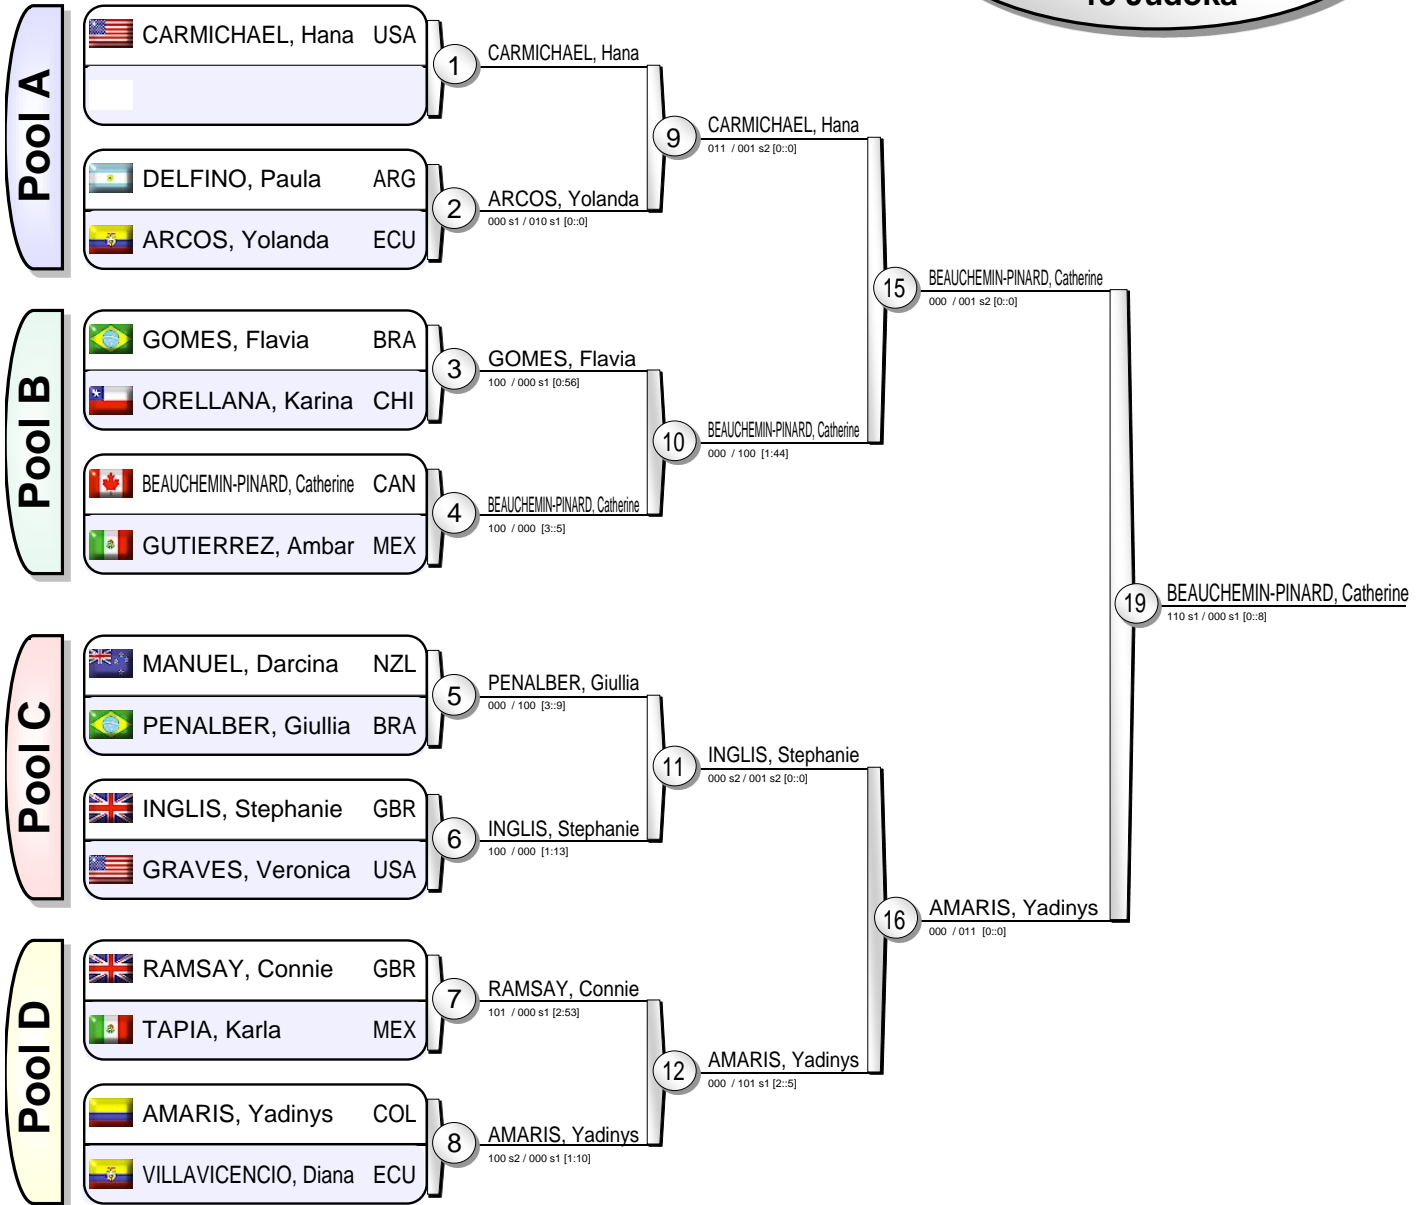 15 Judoka
Pool A
CARMICHAEL, Hana USA
1
CARMICHAEL, Hana
DELFINO, Paula ARG
ARCOS, Yolanda ECU
2
ARCOS, Yolanda
000 s1 / 010 s1 [0::0]
9
CARMICHAEL, Hana
011 / 001 s2 [0::0]
Pool B
GOMES, Flavia BRA
ORELLANA, Karina CHI
3
GOMES, Flavia
100 / 000 s1 [0:56]
BEAUCHEMIN-PINARD, Catherine CAN
GUTIERREZ, Ambar MEX
4
BEAUCHEMIN-PINARD, Catherine
100 / 000 [3::5]
10
BEAUCHEMIN-PINARD, Catherine
000 / 100 [1:44]
15
BEAUCHEMIN-PINARD, Catherine
000 / 001 s2 [0::0]
Pool C
MANUEL, Darcina NZL
PENALBER, Giullia BRA
5
PENALBER, Giullia
000 / 100 [3::9]
INGLIS, Stephanie GBR
GRAVES, Veronica USA
6
INGLIS, Stephanie
100 / 000 [1:13]
11
INGLIS, Stephanie
000 s2 / 001 s2 [0::0]
Pool D
RAMSAY, Connie GBR
TAPIA, Karla MEX
7
RAMSAY, Connie
101 / 000 s1 [2:53]
AMARIS, Yadinys COL
VILLAVICENCIO, Diana ECU
8
AMARIS, Yadinys
100 s2 / 000 s1 [1:10]
12
AMARIS, Yadinys
000 / 101 s1 [2::5]
16
AMARIS, Yadinys
000 / 011 [0::0]
19
BEAUCHEMIN-PINARD, Catherine
110 s1 / 000 s1 [0::8]